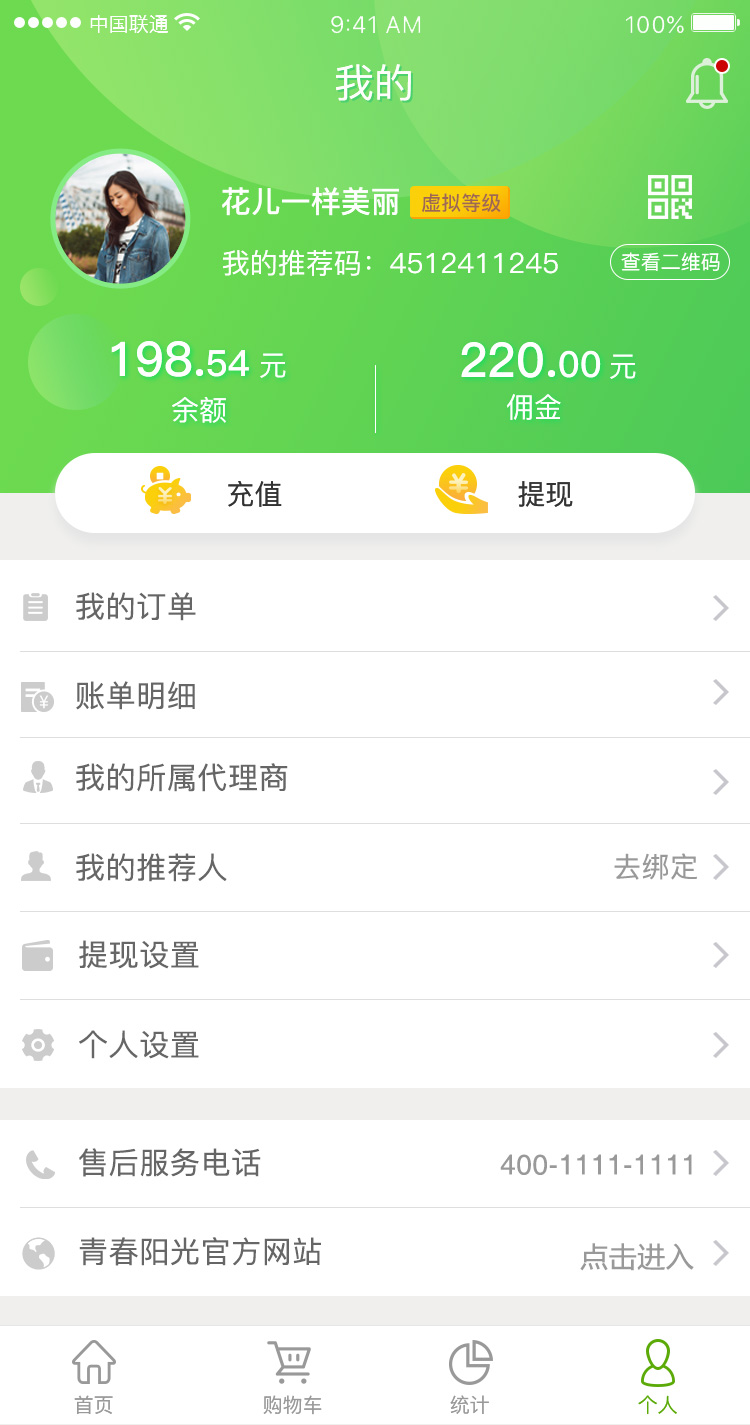 中国联通 9:41 AM 100%
我的
花儿一样美丽 虚拟等级
我的推荐码：4512411245 查看二维码
198.54 元 220.00 元
余额 佣金
充值 提现
我的订单
账单明细
我的所属代理商
我的推荐人 去绑定
提现设置
个人设置
售后服务电话 400-1111-1111
青春阳光官方网站 点击进入
首页 购物车 统计 个人